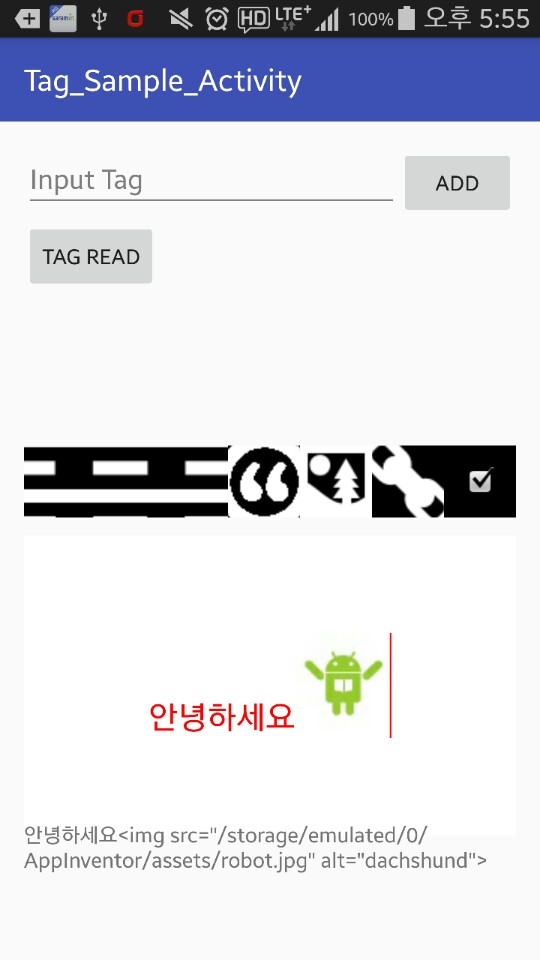 HD LTE+ 100% 오후 5:55
Tag_Sample_Activity
Input Tag
ADD
TAG READ
안녕하세요
안녕하세요<img src="/storage/emulated/0/
AppInventor/assets/robot.jpg" alt="dachshund">